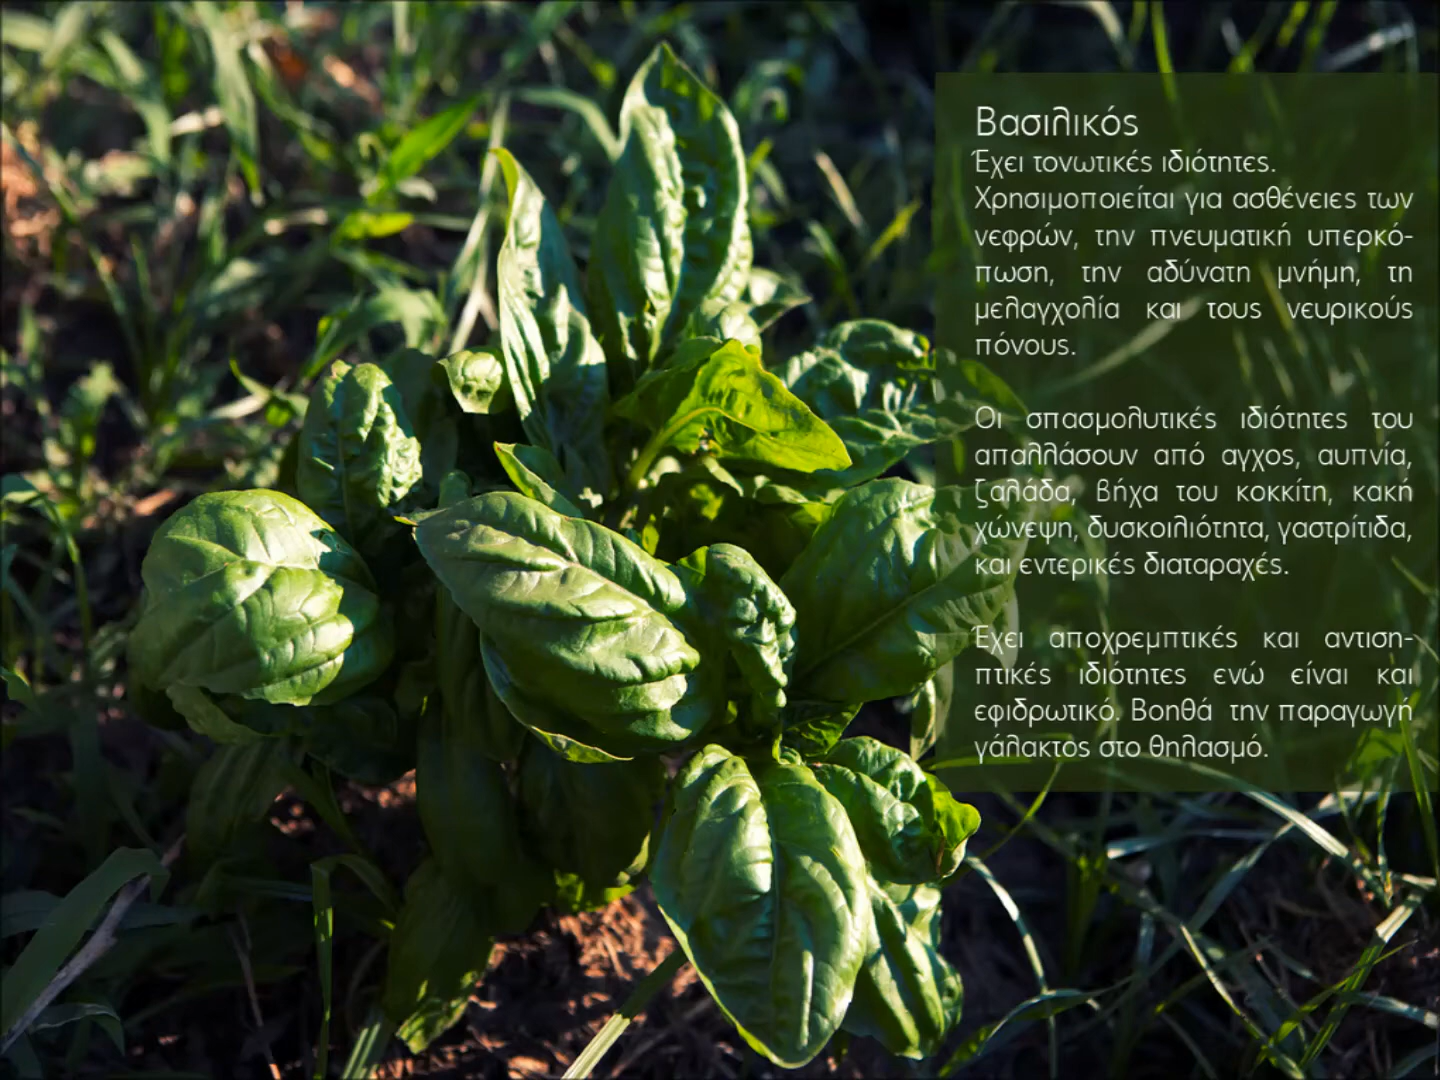 Βασιλικός
Έχει τονωτικές ιδιότητες.
Χρησιμοποιείται για ασθένειες των
νεφρών, την πνευματική υπερκό-
πωση, την αδύνατη μνήμη, τη
μελαγχολία και τους νευρικούς
πόνους.
Οι σπασμολυτικές ιδιότητες του
απαλλάσουν από αγχος, αυπνία,
ζαλάδα, βήχα του κοκκίτη, κακή
χώνεψη, δυσκοιλιότητα, γαστρίτιδα,
και εντερικές διαταραχές.
Έχει αποχρεμπτικές και αντιση-
πτικές ιδιότητες ενώ είναι και
εφιδρωτικό. Βοηθά την παραγωγή
γάλακτος στο θηλασμό.